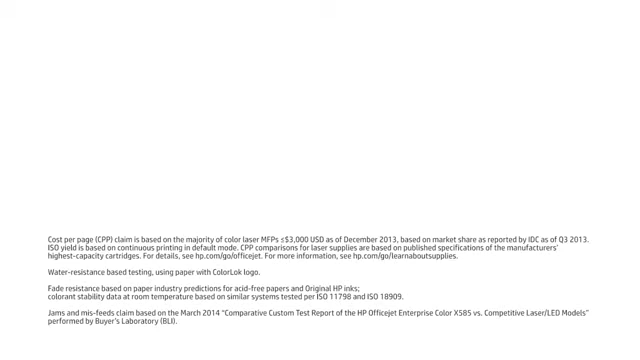 Cost per page (CPP) claim is based on the majority of color laser MFPs ≤$3,000 USD as of December 2013, based on market share as reported by IDC as of Q3 2013.
ISO yield is based on continuous printing in default mode. CPP comparisons for laser supplies are based on published specifications of the manufacturers'
highest-capacity cartridges. For details, see hp.com/go/officejet. For more information, see hp.com/go/learnaboutsupplies.
Water-resistance based testing, using paper with ColorLok logo.
Fade resistance based on paper industry predictions for acid-free papers and Original HP inks;
colorant stability data at room temperature based on similar systems tested per ISO 11798 and ISO 18909.
Jams and mis-feeds claim based on the March 2014 "Comparative Custom Test Report of the HP Officejet Enterprise Color X585 vs. Competitive Laser/LED Models"
performed by Buyer's Laboratory (BLI).